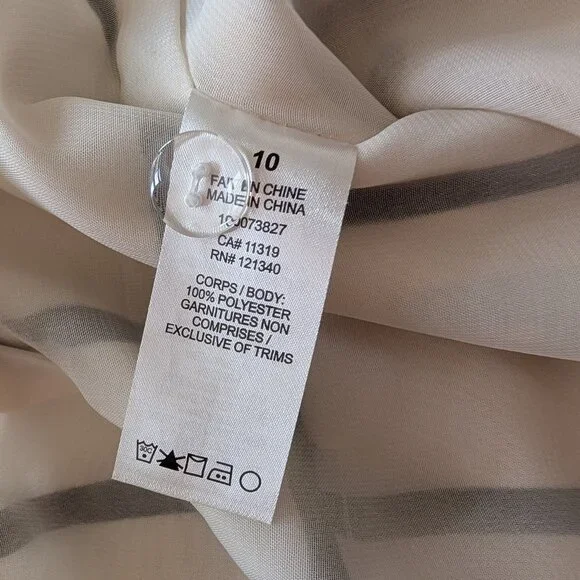 10
EN CHINE
MADE IN CHINA
CA# 11319
RN# 121340
CORPS / BODY:
100% POLYESTER
GARNITURES NON
COMPRISES /
EXCLUSIVE OF TRIMS